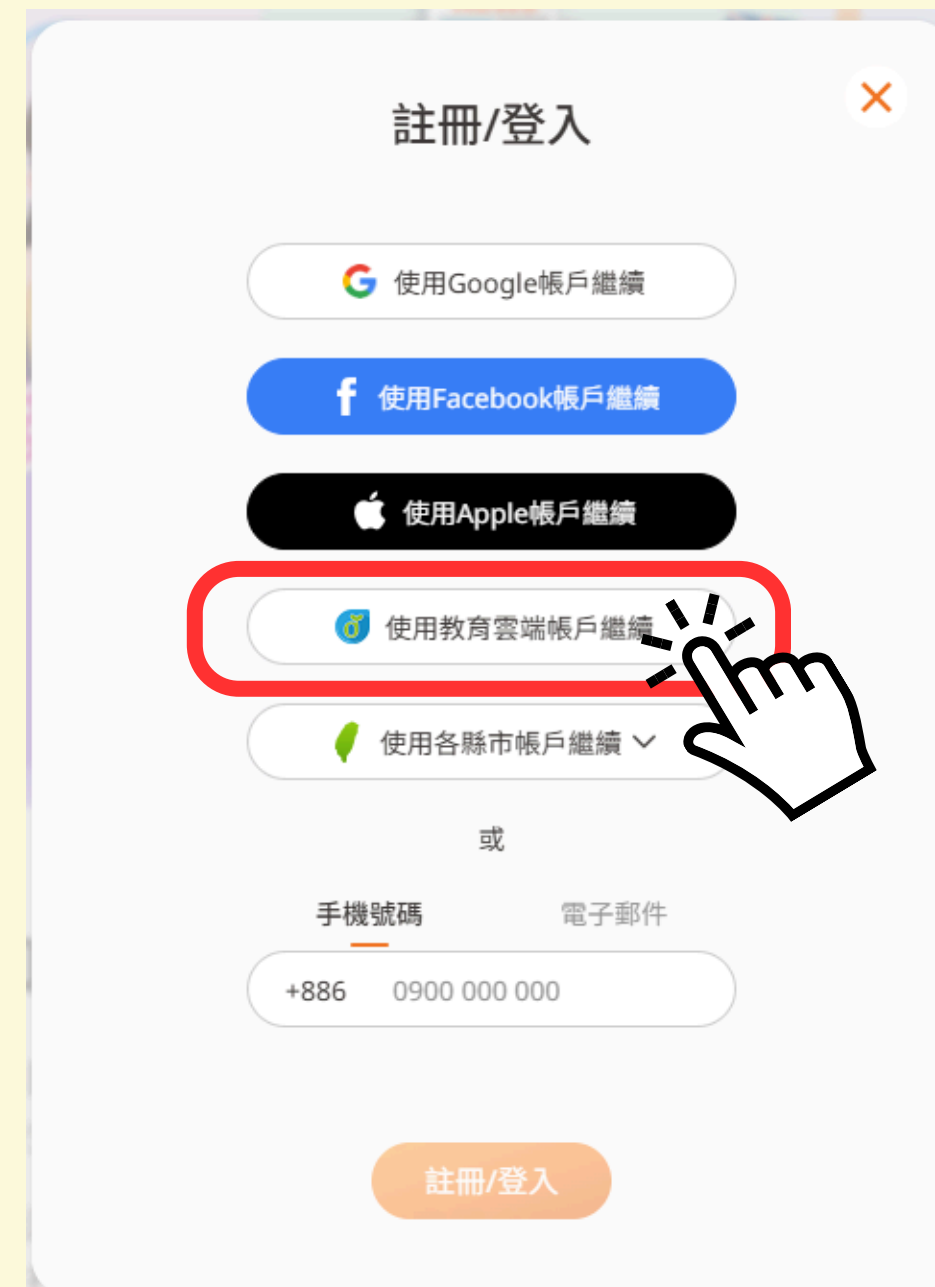 註冊/登入
使用Google帳戶繼續
使用Facebook帳戶繼續
使用Apple帳戶繼續
使用教育雲端帳戶繼續
使用各縣市帳戶繼續
或
手機號碼 電子郵件
+886 0900 000 000
註冊/登入